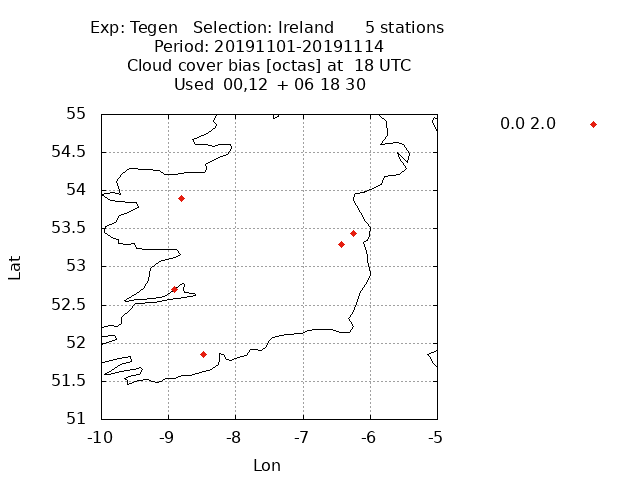 Exp: Tegen   Selection: Ireland      5 stations
Period: 20191101-20191114
Cloud cover bias [octas] at  18 UTC
Used  00,12  + 06 18 30
0.0 2.0
55
54.5
54
53.5
53
52.5
52
51.5
51
Lat
-10 -9 -8 -7 -6 -5
Lon